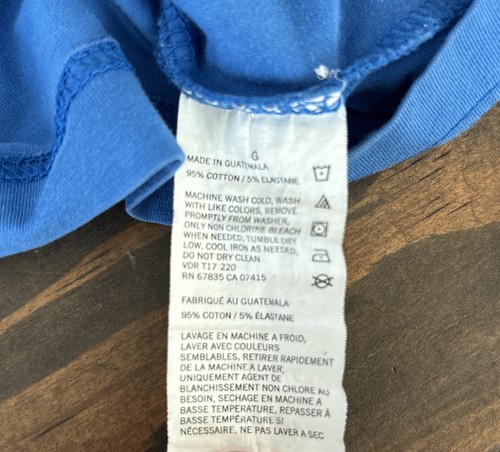 G
MADE IN GUATEMALA
95% COTTON / 5% ELASTANE
MACHINE WASH COLD, WASH
WITH LIKE COLORS, REMOVE
PROMPTLY FROM WASHER,
ONLY NON CHLORINE BLEACH
WHEN NEEDED, TUMBLE DRY
LOW, COOL IRON AS NEEDED,
DO NOT DRY CLEAN
VDR T17 220
RN 67835 CA 07415
FABRIQUÉ AU GUATEMALA
95% COTON / 5% ÉLASTANE
LAVAGE EN MACHINE A FROID,
LAVER AVEC COULEURS
SEMBLABLES, RETIRER RAPIDEMENT
DE LA MACHINE A LAVER,
UNIQUEMENT AGENT DE
BLANCHISSEMENT NON CHLORE AU
BESOIN, SECHAGE EN MACHINE A
BASSE TEMPÉRATURE, REPASSER À
BASSE TEMPÉRATURE SI
NÉCESSAIRE, NE PAS LAVER A SEC